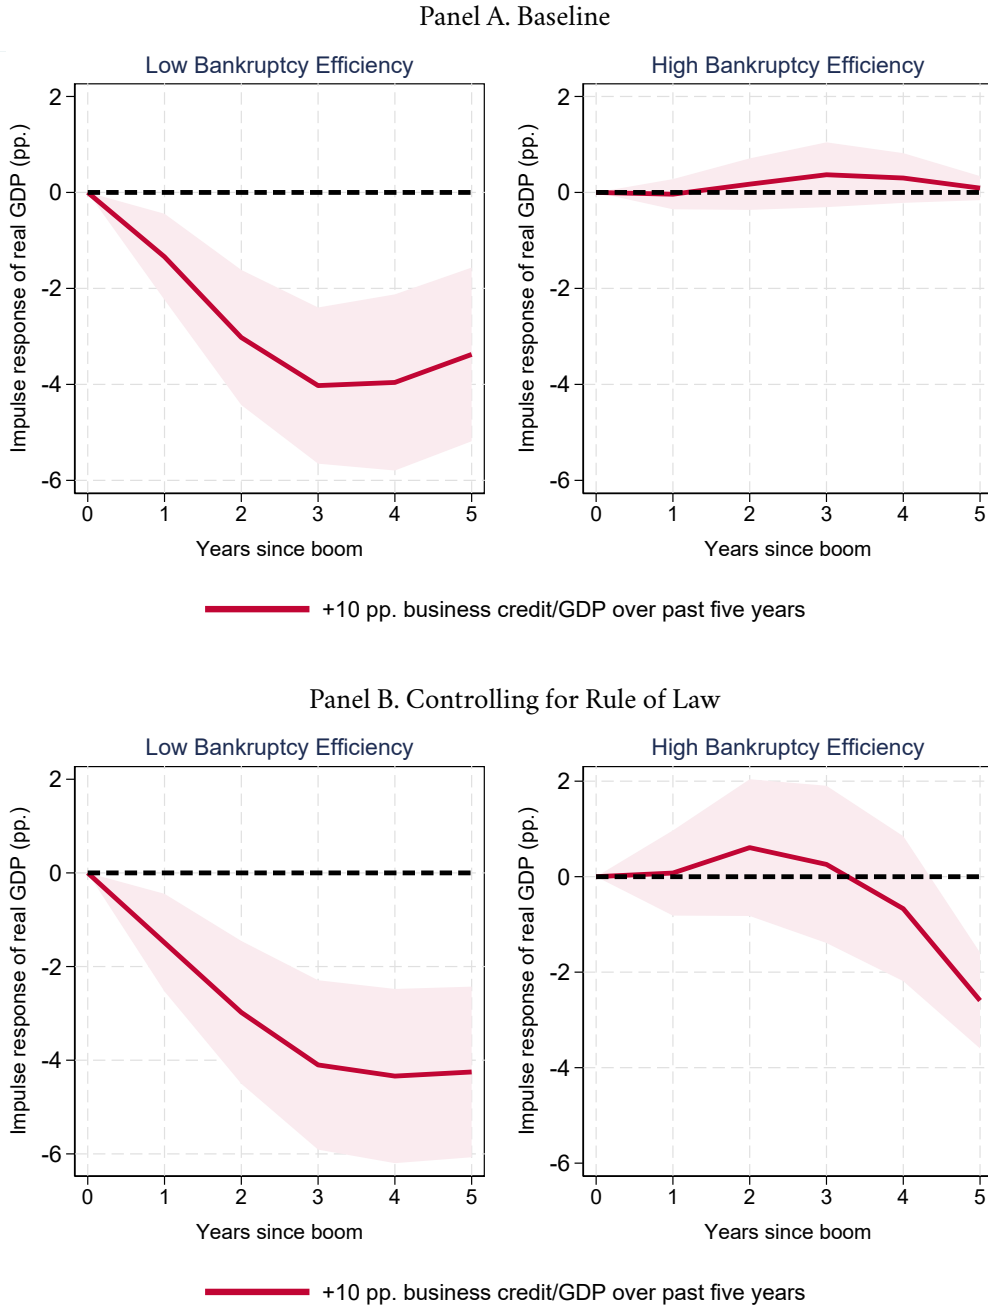 Panel A. Baseline
Low Bankruptcy Efficiency
Impulse response of real GDP (pp.)
2
0
-2
-4
-6
0 1 2 3 4 5
Years since boom
High Bankruptcy Efficiency
Impulse response of real GDP (pp.)
2
0
-2
-4
-6
0 1 2 3 4 5
Years since boom
+10 pp. business credit/GDP over past five years
Panel B. Controlling for Rule of Law
Low Bankruptcy Efficiency
Impulse response of real GDP (pp.)
2
0
-2
-4
-6
0 1 2 3 4 5
Years since boom
High Bankruptcy Efficiency
Impulse response of real GDP (pp.)
2
0
-2
-4
-6
0 1 2 3 4 5
Years since boom
+10 pp. business credit/GDP over past five years